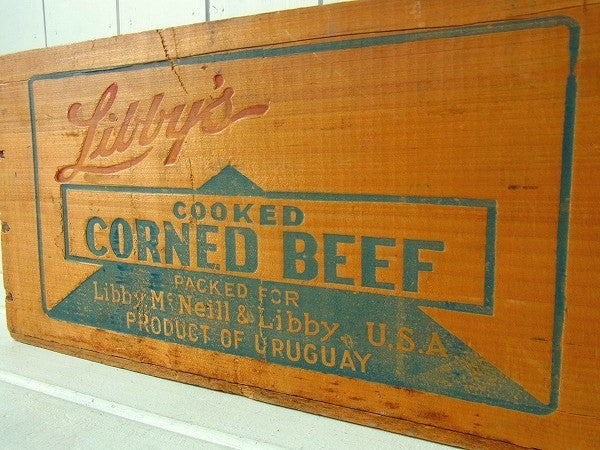 Libby's
COOKED
CORNED BEEF
PACKED FOR
Libby, McNeill & Libby, U.S.A
PRODUCT OF URUGUAY